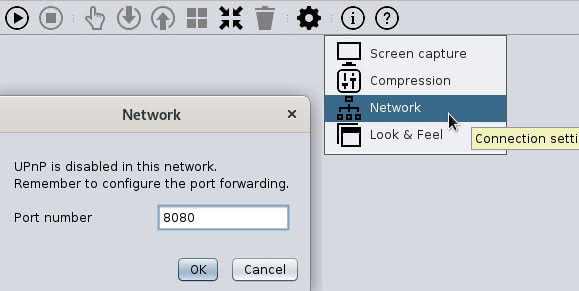 Screen capture
Compression
Network
Look & Feel
Connection setti
Network
UPnP is disabled in this network.
Remember to configure the port forwarding.
Port number
8080
OK
Cancel